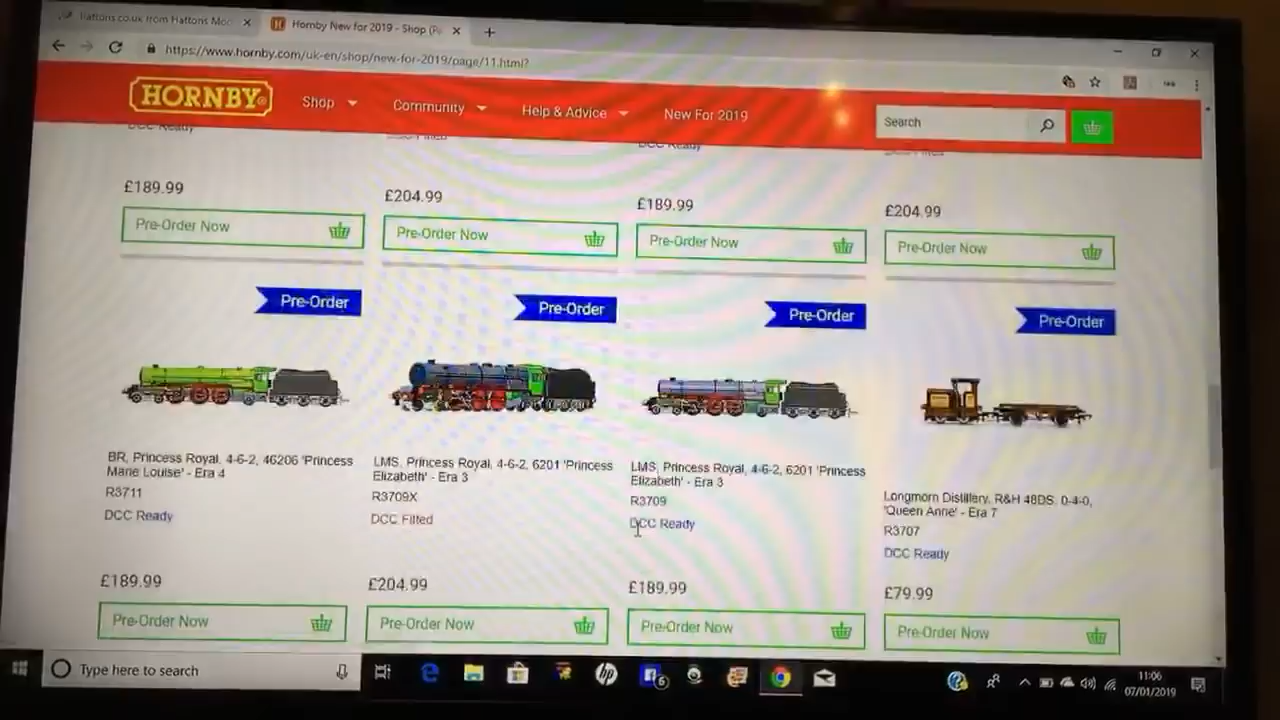 Hattons.co.uk from Hattons Moc
Hornby New for 2019 - Shop (Pa
https://www.hornby.com/uk-en/shop/new-for-2019/page/11.html?
HORNBY
Shop
Community
Help & Advice
New For 2019
Search
DCC Ready
DCC Ready
£189.99
£204.99
£189.99
£204.99
Pre-Order Now
Pre-Order Now
Pre-Order Now
Pre-Order Now
Pre-Order
Pre-Order
Pre-Order
Pre-Order
BR, Princess Royal, 4-6-2, 46206 'Princess
Marie Louise' - Era 4
R3711
DCC Ready
£189.99
Pre-Order Now
LMS, Princess Royal, 4-6-2, 6201 'Princess
Elizabeth' - Era 3
R3709X
DCC Fitted
£204.99
Pre-Order Now
LMS, Princess Royal, 4-6-2, 6201 'Princess
Elizabeth' - Era 3
R3709
DCC Ready
£189.99
Pre-Order Now
Longmorn Distillery, R&H 48DS, 0-4-0,
'Queen Anne' - Era 7
R3707
DCC Ready
£79.99
Pre-Order Now
Type here to search
hp
6
11:06
07/01/2019